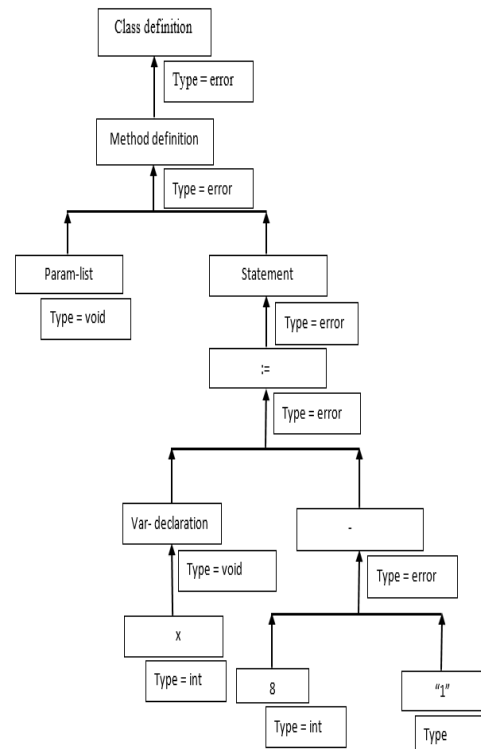 Class definition
Type = error
Method definition
Type = error
Param-list
Statement
Type = void
Type = error
:=
Type = error
Var- declaration
-
Type = void
Type = error
x
Type = int
8
"1"
Type = int
Type